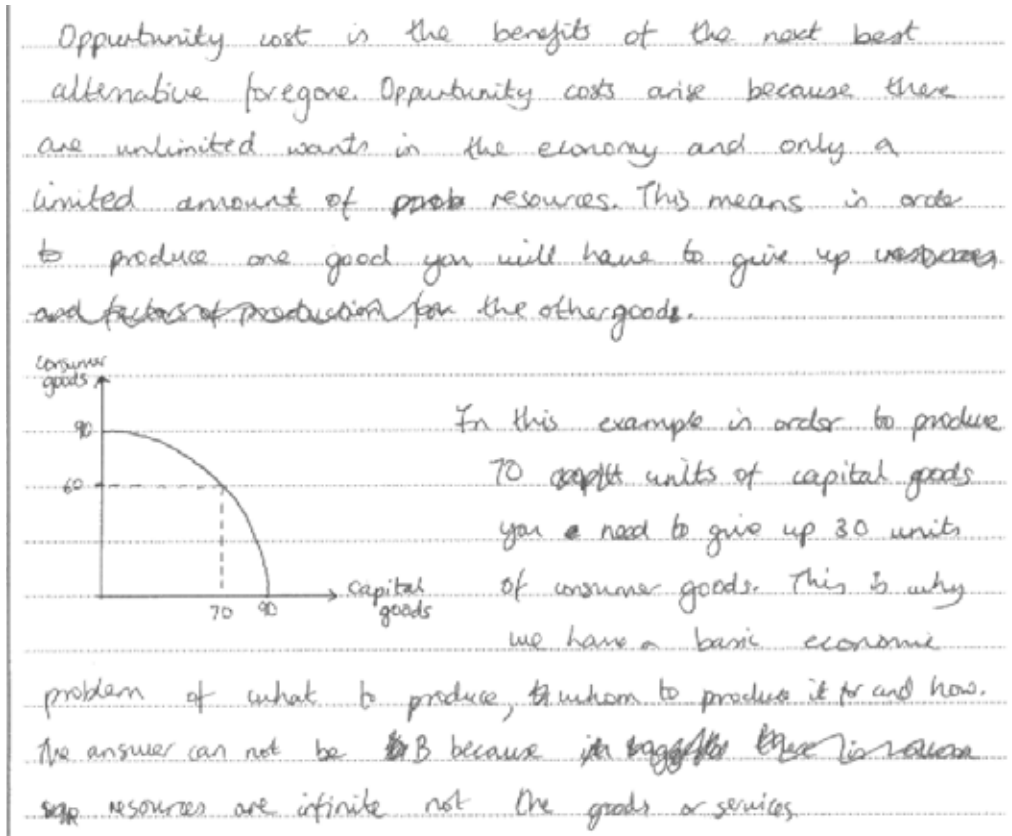 Oppurtunity cost is the benefits of the next best
alternative foregone. Oppurtunity costs arise because there
are unlimited wants in the economy and only a
limited amount of resources. This means in order
to produce one good you will have to give up
for the other goods.
consumer
goods
90
60
70
90
capital
goods
In this example in order to produce
70 units of capital goods
you need to give up 30 units
of consumer goods. This is why
we have a basic economic
problem of what to produce, whom to produce it for and how.
The answer can not be B because
resources are infinite not the goods or services